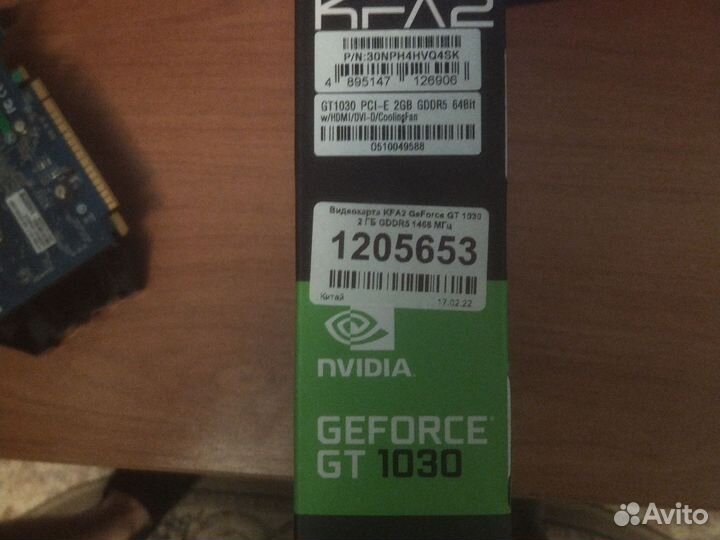 KFA2
P/N:30NPH4HVQ4SK
4 895147 126906
GT1030 PCI-E 2GB GDDR5 64Bit
w/HDMI/DVI-D/CoolingFan
0510049588
Видеокарта KFA2 GeForce GT 1030
2 ГБ GDDR5 1468 МГц
1205653
Китай
17.02.22
NVIDIA
GEFORCE
GT 1030
Avito